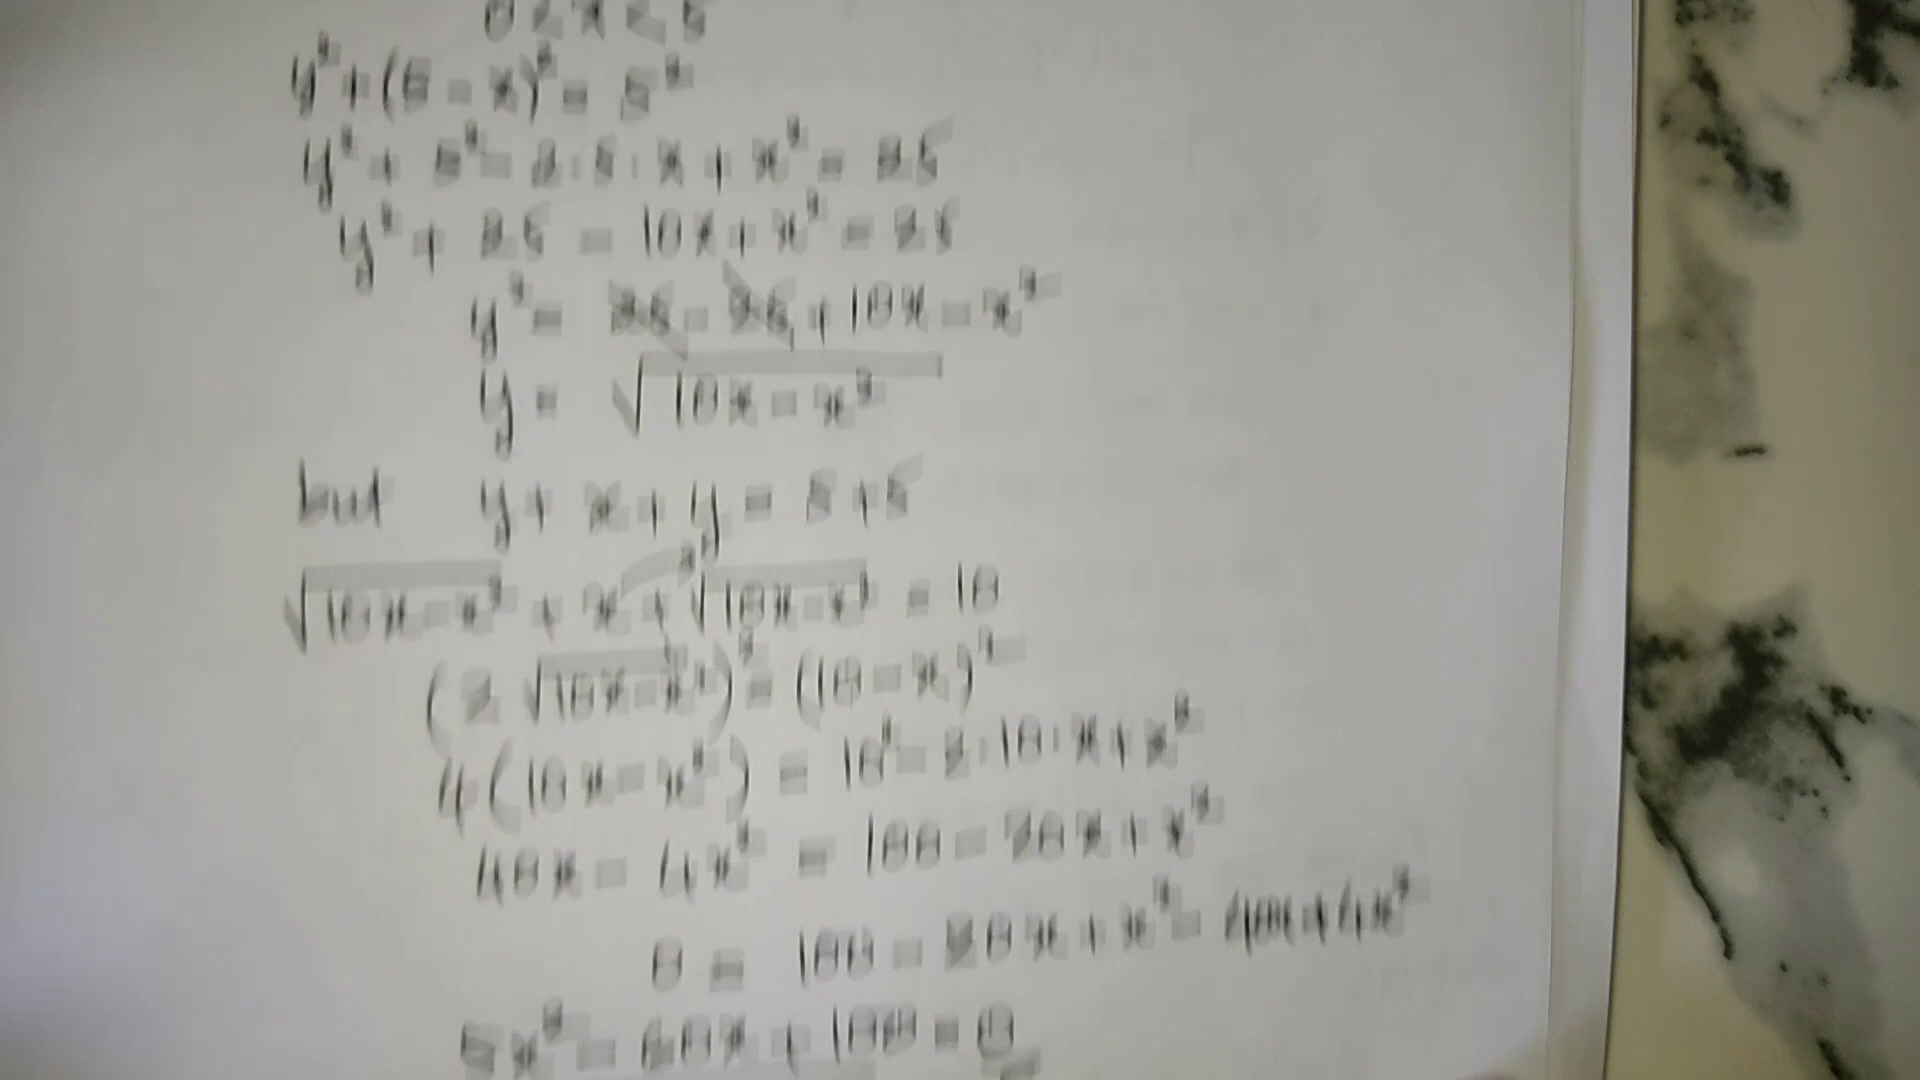 0 < x < 5
y² + (5 - x)² = 5²
y² + 5² - 2·5·x + x² = 25
y² + 25 - 10x + x² = 25
y² = 25 - 25 + 10x - x²
y = √(10x - x²)
but y + x + y = 5 + 5
√(10x - x²) + x + √(10x - x²) = 10
(2√(10x - x²))² = (10 - x)²
4(10x - x²) = 10² - 2·10·x + x²
40x - 4x² = 100 - 20x + x²
0 = 100 - 20x + x² - 40x + 4x²
5x² - 60x + 100 = 0